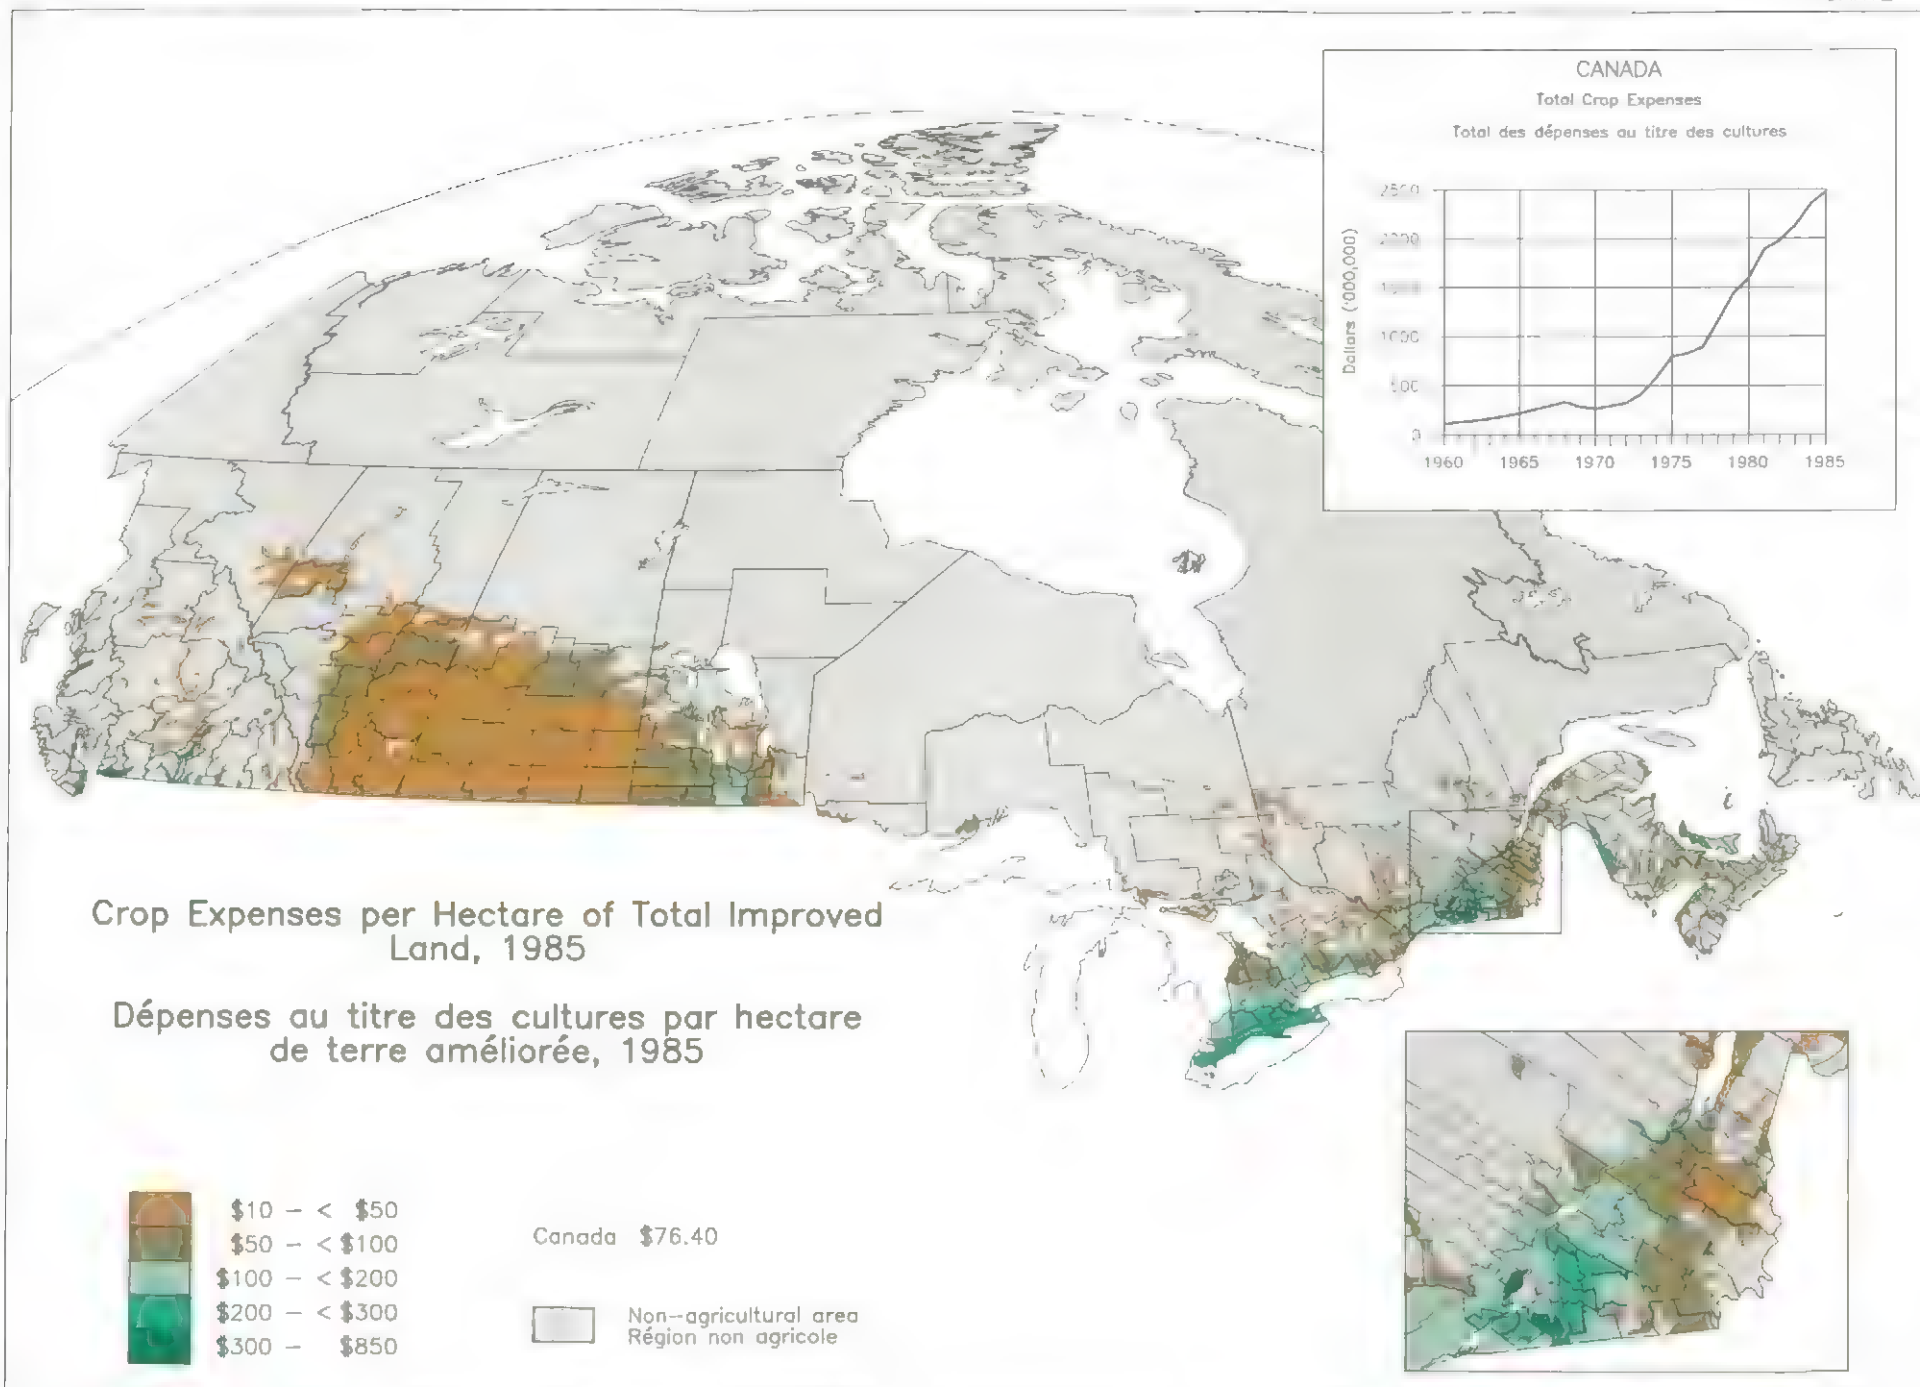 CANADA
Total Crop Expenses
Total des dépenses au titre des cultures
Dollars ('000,000)
2500
2000
1500
1000
500
0
1960 1965 1970 1975 1980 1985
Crop Expenses per Hectare of Total Improved
Land, 1985
Dépenses au titre des cultures par hectare
de terre améliorée, 1985
$10 - < $50
$50 - < $100
$100 - < $200
$200 - < $300
$300 - $850
Canada $76.40
Non-agricultural area
Région non agricole